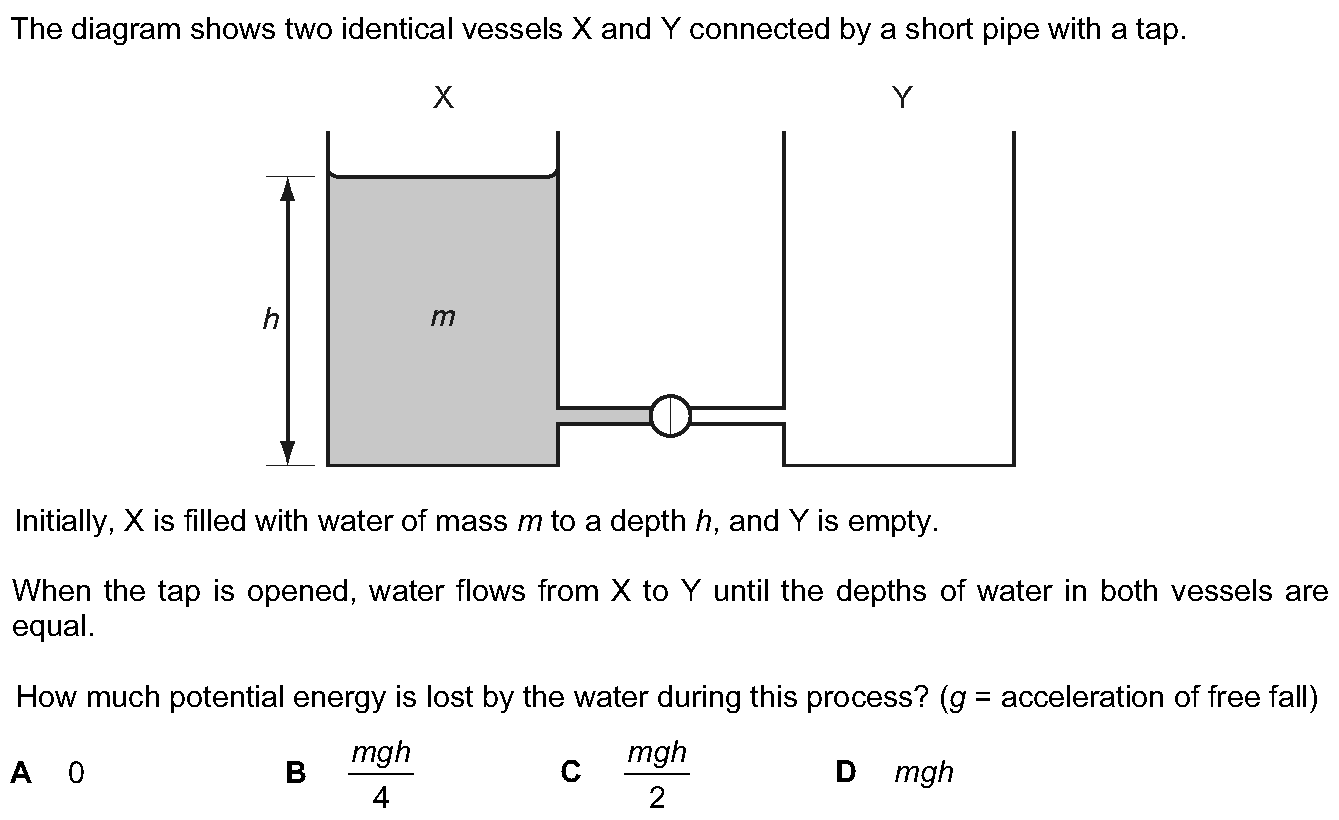 The diagram shows two identical vessels X and Y connected by a short pipe with a tap.
X
Y
h
m
Initially, X is filled with water of mass m to a depth h, and Y is empty.
When the tap is opened, water flows from X to Y until the depths of water in both vessels are
equal.
How much potential energy is lost by the water during this process? (g = acceleration of free fall)
A 0 B mgh/4 C mgh/2 D mgh